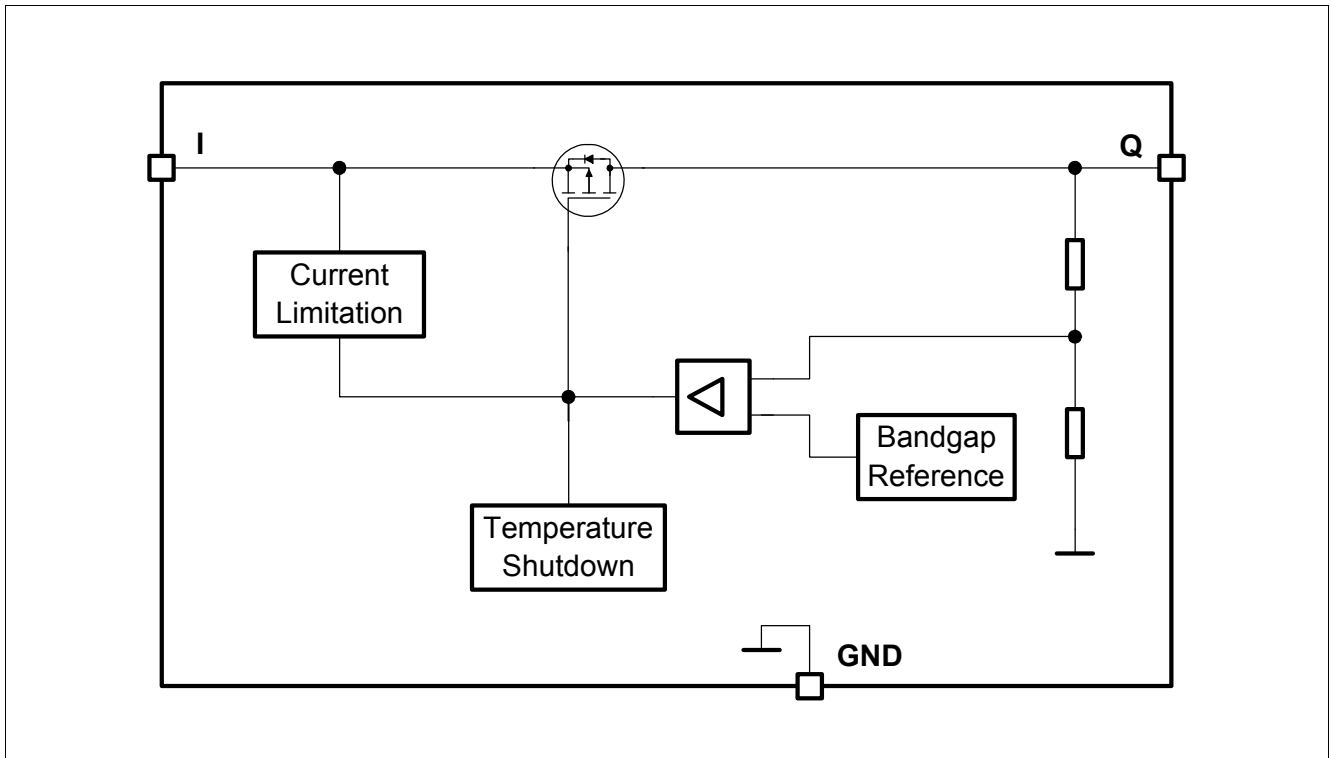 I
Q
Current
Limitation
Bandgap
Reference
Temperature
Shutdown
GND